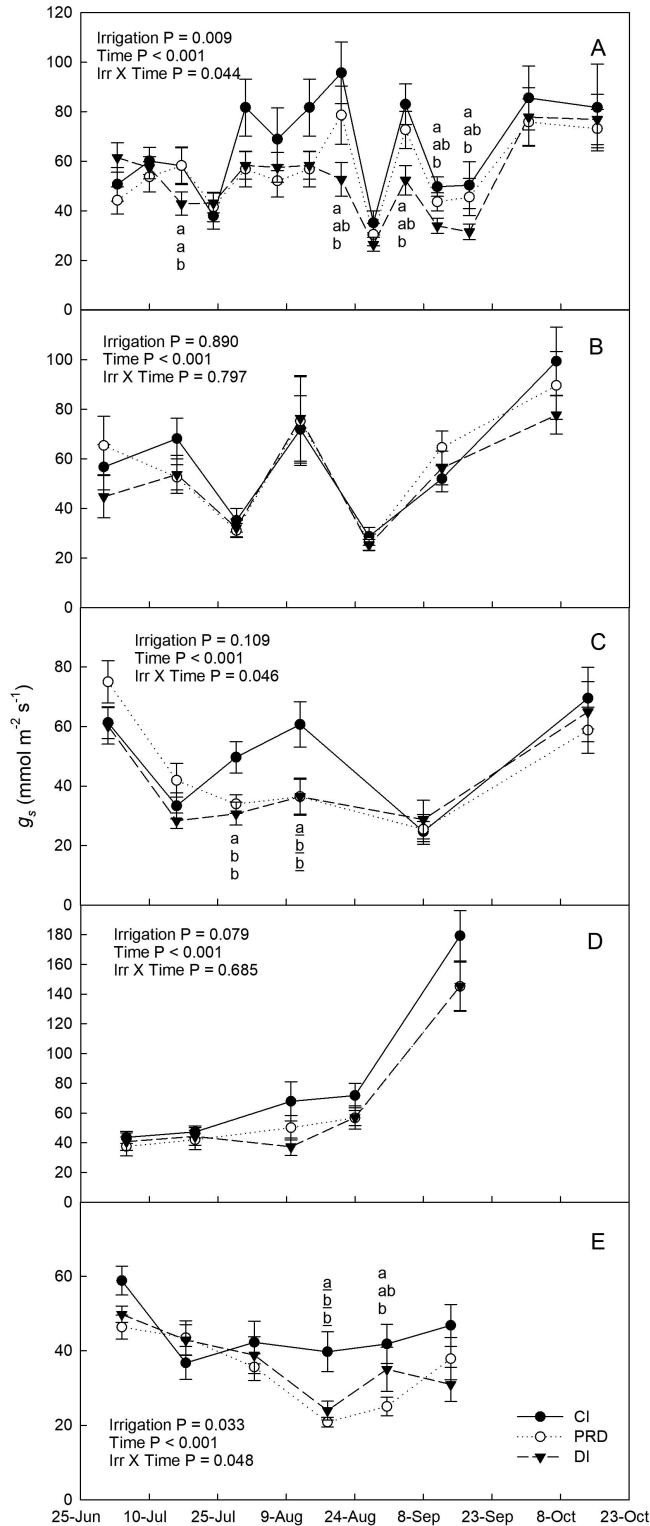 120
100
80
60
40
20
0
Irrigation P = 0.009
Time P < 0.001
Irr X Time P = 0.044
A
a
a
b
a
ab
b
a
ab
b
a
ab
b
a
ab
b
100
80
60
40
20
0
Irrigation P = 0.890
Time P < 0.001
Irr X Time P = 0.797
B
80
60
40
20
0
Irrigation P = 0.109
Time P < 0.001
Irr X Time P = 0.046
C
a
b
b
a
b
b
gs (mmol m⁻² s⁻¹)
180
160
140
120
100
80
60
40
20
0
Irrigation P = 0.079
Time P < 0.001
Irr X Time P = 0.685
D
60
40
20
0
E
a
b
b
a
ab
b
Irrigation P = 0.033
Time P < 0.001
Irr X Time P = 0.048
CI
PRD
DI
25-Jun 10-Jul 25-Jul 9-Aug 24-Aug 8-Sep 23-Sep 8-Oct 23-Oct